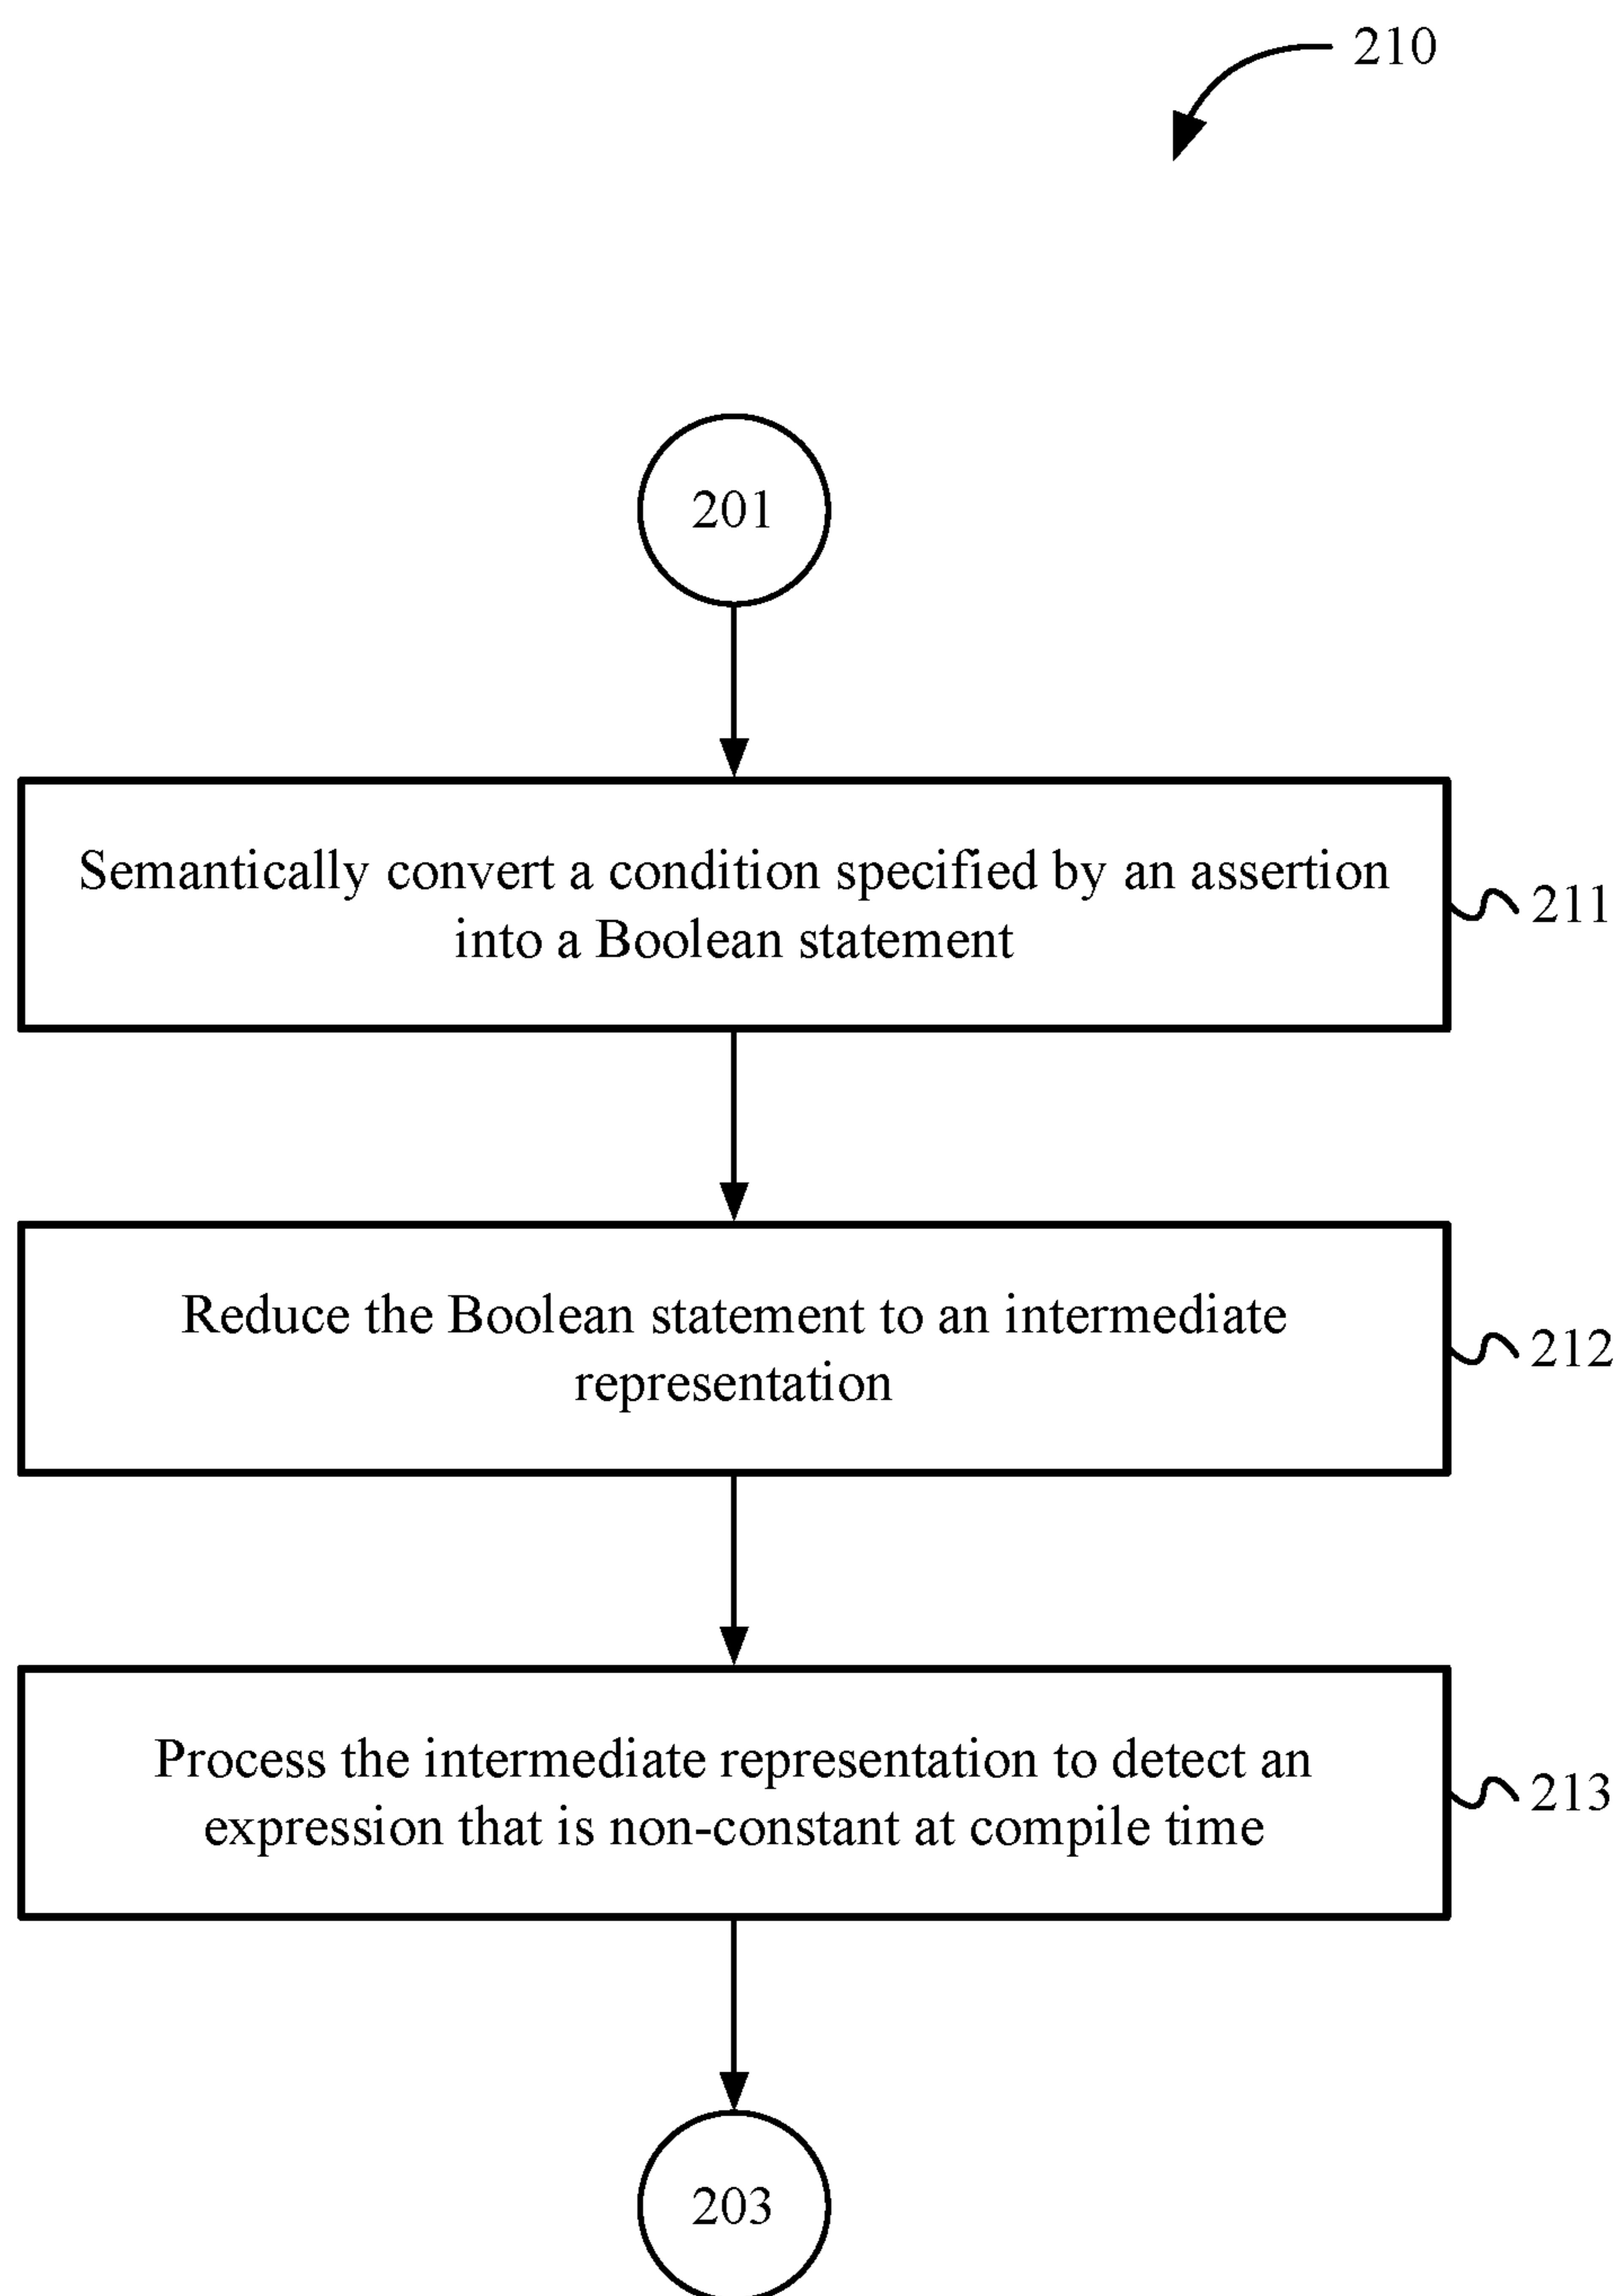 210
201
Semantically convert a condition specified by an assertion
into a Boolean statement
211
Reduce the Boolean statement to an intermediate
representation
212
Process the intermediate representation to detect an
expression that is non-constant at compile time
213
203